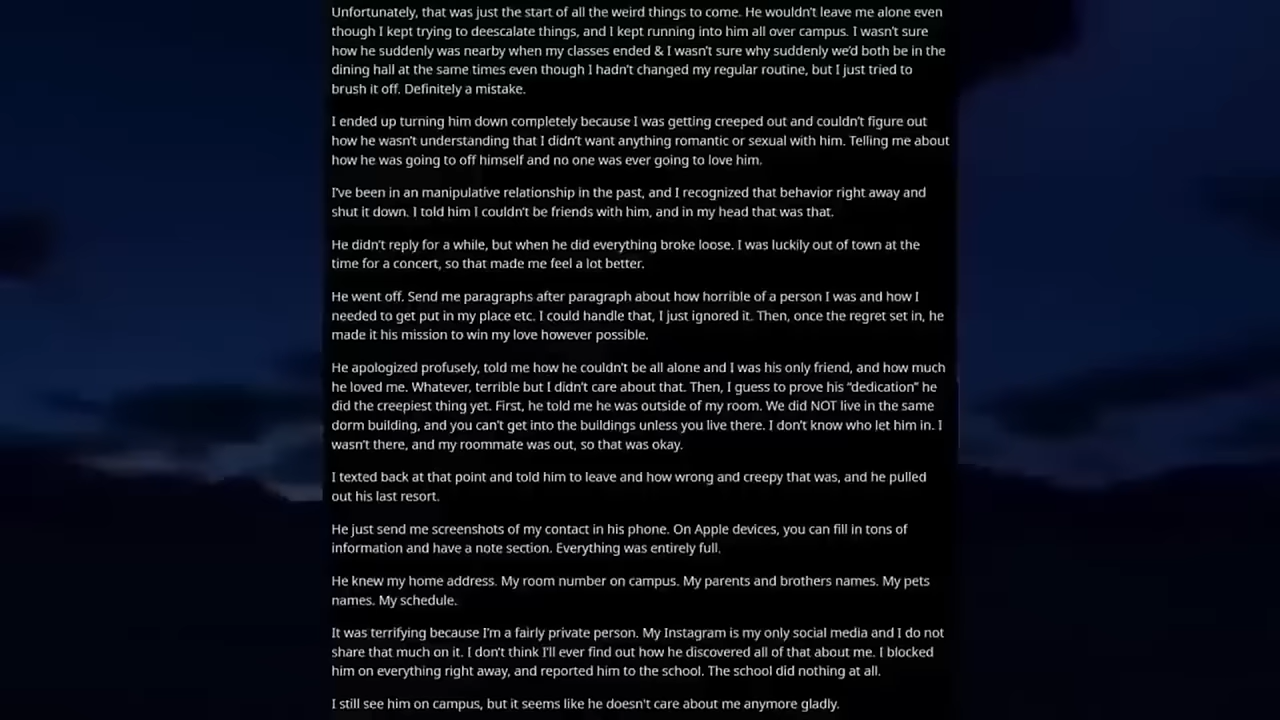 Unfortunately, that was just the start of all the weird things to come. He wouldn't leave me alone even
though I kept trying to deescalate things, and I kept running into him all over campus. I wasn't sure
how he suddenly was nearby when my classes ended & I wasn't sure why suddenly we'd both be in the
dining hall at the same times even though I hadn't changed my regular routine, but I just tried to
brush it off. Definitely a mistake.
I ended up turning him down completely because I was getting creeped out and couldn't figure out
how he wasn't understanding that I didn't want anything romantic or sexual with him. Telling me about
how he was going to off himself and no one was ever going to love him.
I've been in an manipulative relationship in the past, and I recognized that behavior right away and
shut it down. I told him I couldn't be friends with him, and in my head that was that.
He didn't reply for a while, but when he did everything broke loose. I was luckily out of town at the
time for a concert, so that made me feel a lot better.
He went off. Send me paragraphs after paragraph about how horrible of a person I was and how I
needed to get put in my place etc. I could handle that, I just ignored it. Then, once the regret set in, he
made it his mission to win my love however possible.
He apologized profusely, told me how he couldn't be all alone and I was his only friend, and how much
he loved me. Whatever, terrible but I didn't care about that. Then, I guess to prove his “dedication” he
did the creepiest thing yet. First, he told me he was outside of my room. We did NOT live in the same
dorm building, and you can't get into the buildings unless you live there. I don't know who let him in. I
wasn't there, and my roommate was out, so that was okay.
I texted back at that point and told him to leave and how wrong and creepy that was, and he pulled
out his last resort.
He just send me screenshots of my contact in his phone. On Apple devices, you can fill in tons of
information and have a note section. Everything was entirely full.
He knew my home address. My room number on campus. My parents and brothers names. My pets
names. My schedule.
It was terrifying because I'm a fairly private person. My Instagram is my only social media and I do not
share that much on it. I don't think I'll ever find out how he discovered all of that about me. I blocked
him on everything right away, and reported him to the school. The school did nothing at all.
I still see him on campus, but it seems like he doesn't care about me anymore gladly.